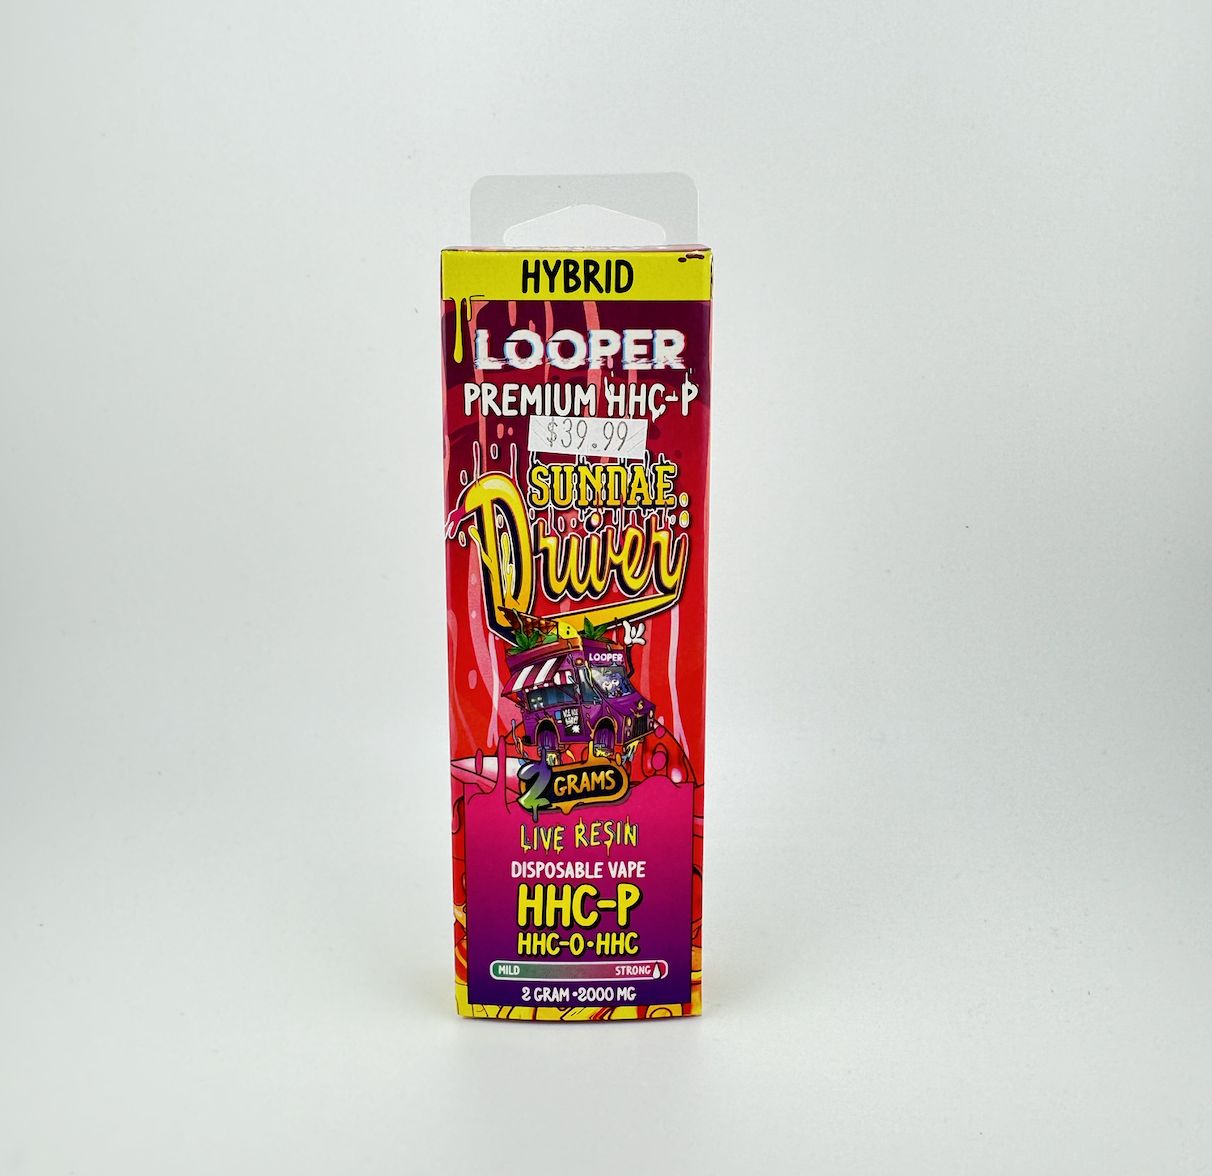 HYBRID
LOOPER
PREMIUM HHC-P
$39.99
SUNDAE
Driver
LOOPER
2 GRAMS
LIVE RESIN
DISPOSABLE VAPE
HHC-P
HHC-O·HHC
MILD STRONG
2 GRAM·2000 MG